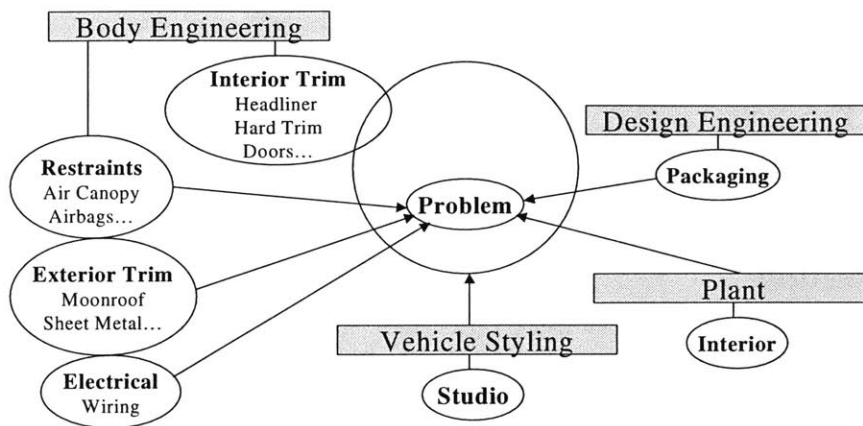 Body Engineering
Interior Trim
Headliner
Hard Trim
Doors...
Restraints
Air Canopy
Airbags...
Exterior Trim
Moonroof
Sheet Metal...
Electrical
Wiring
Problem
Design Engineering
Packaging
Plant
Interior
Vehicle Styling
Studio